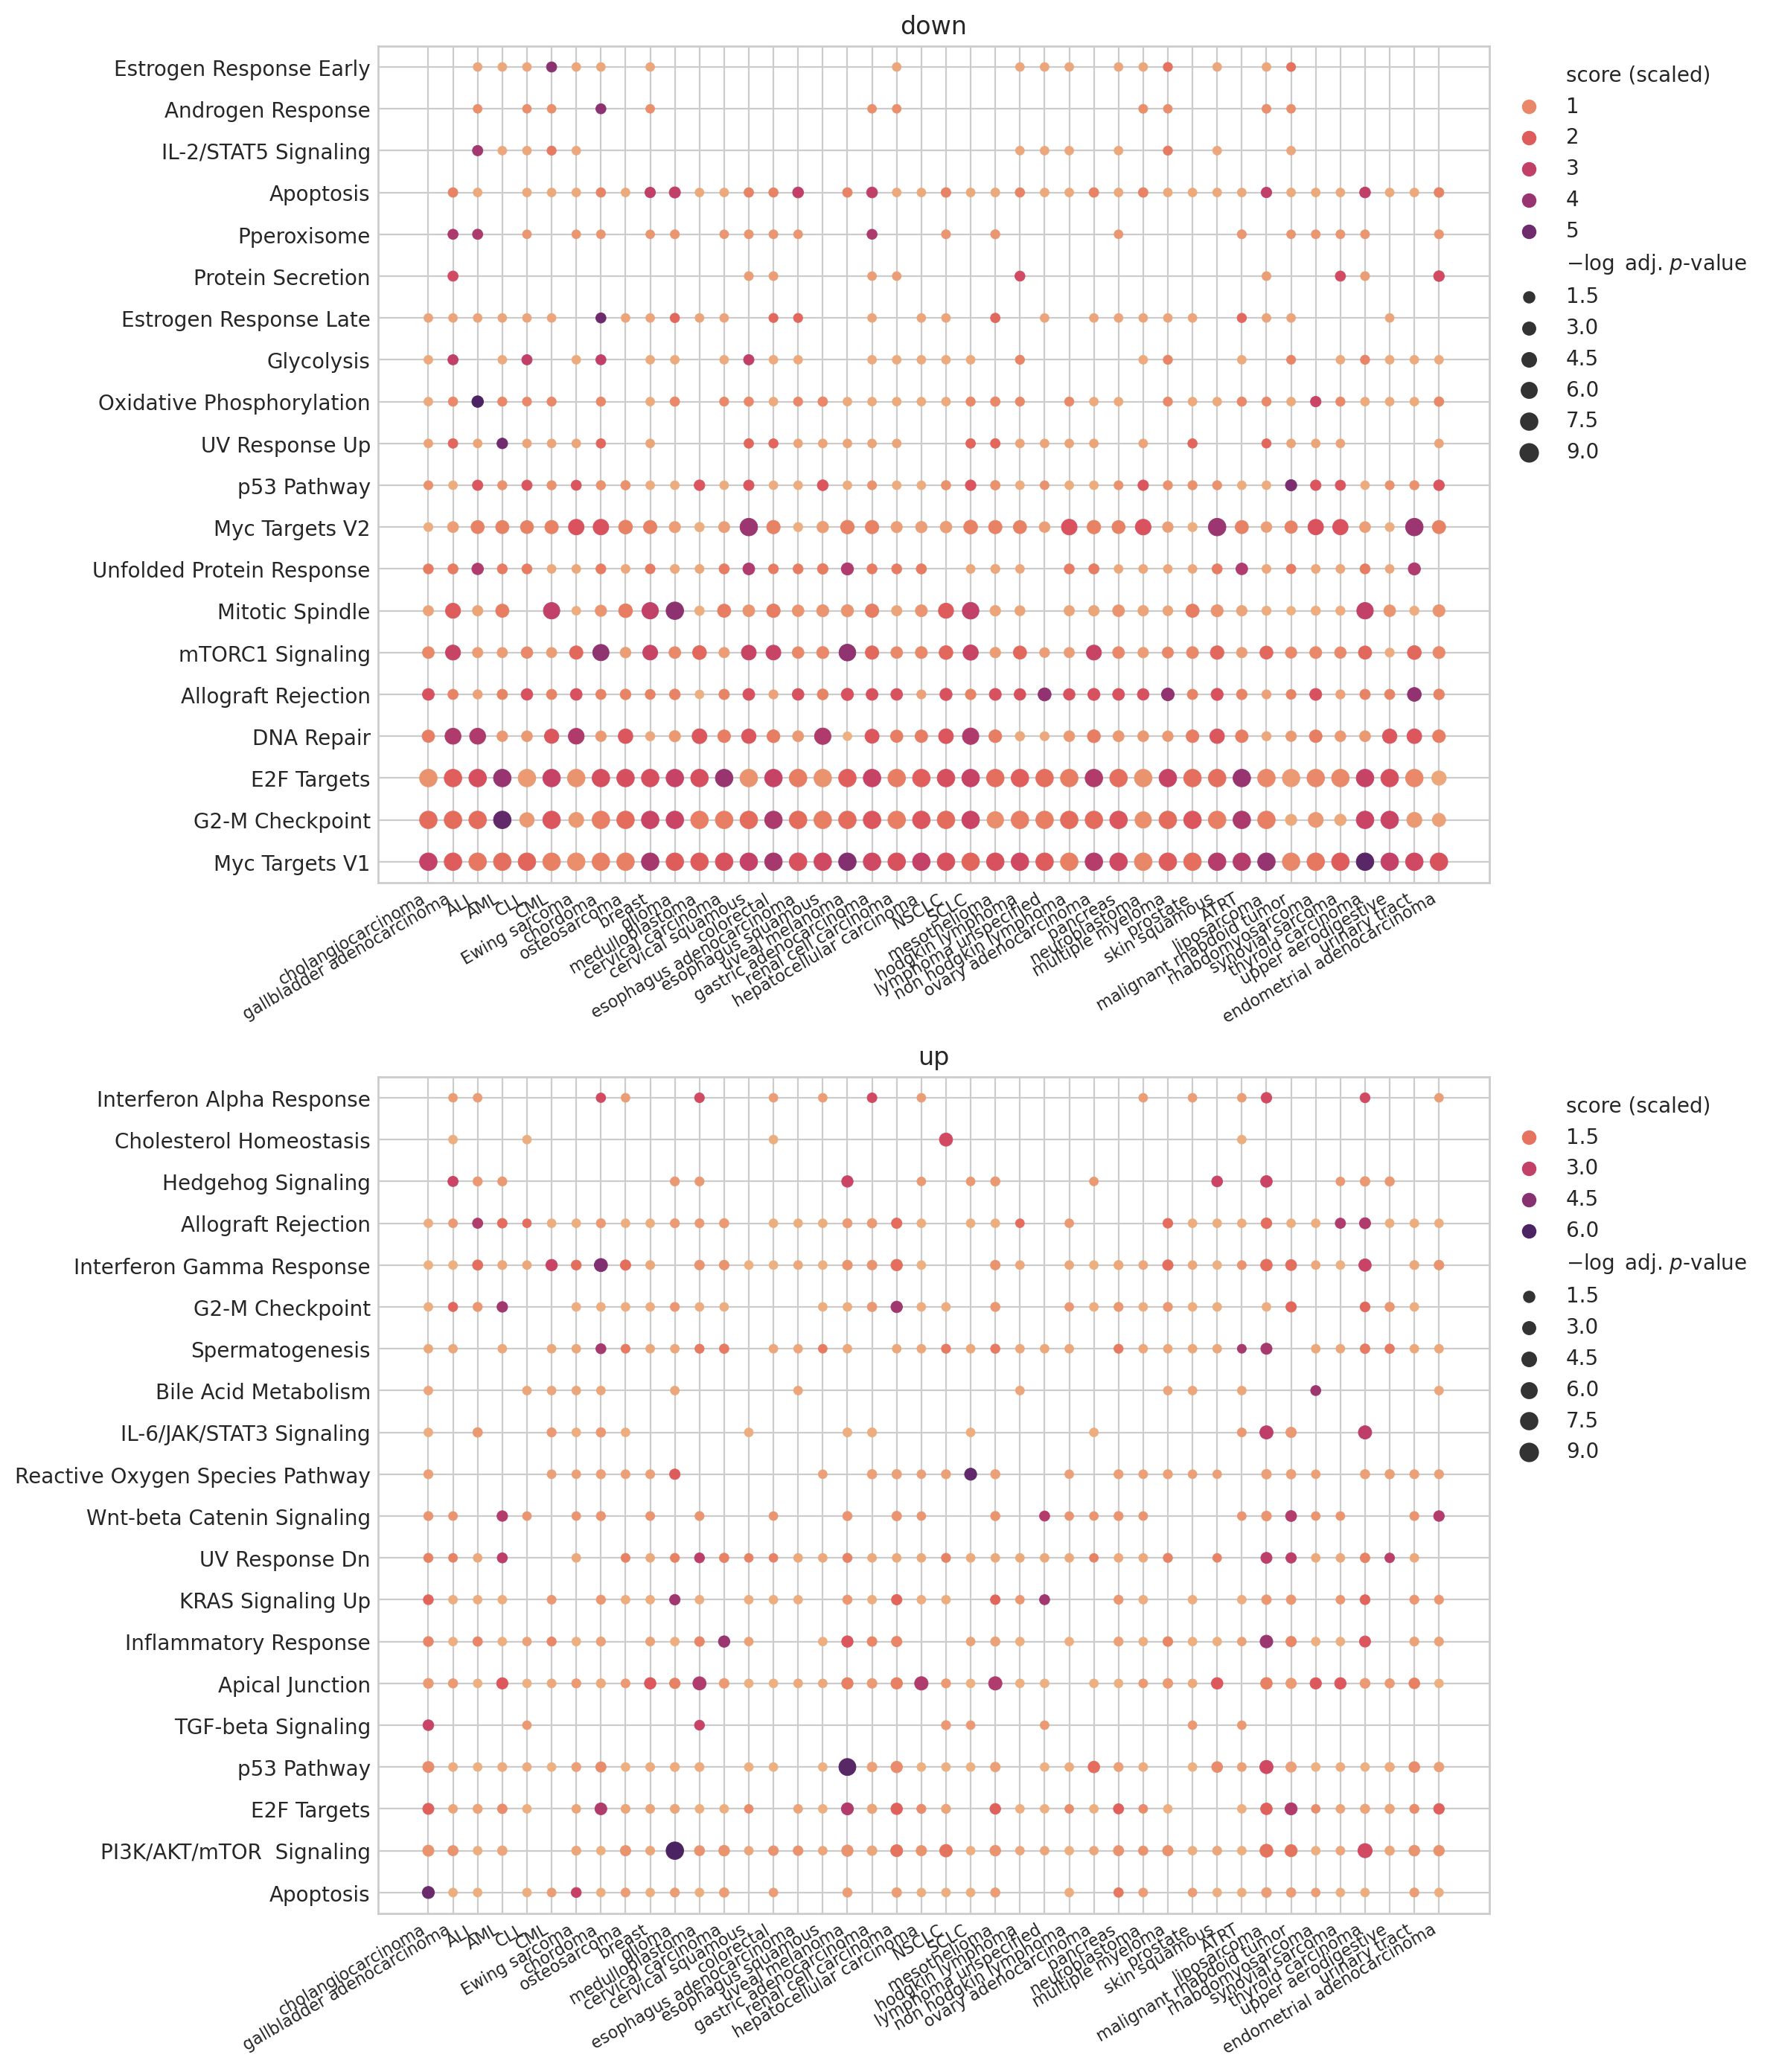 down
Estrogen Response Early
Androgen Response
IL-2/STAT5 Signaling
Apoptosis
Pperoxisome
Protein Secretion
Estrogen Response Late
Glycolysis
Oxidative Phosphorylation
UV Response Up
p53 Pathway
Myc Targets V2
Unfolded Protein Response
Mitotic Spindle
mTORC1 Signaling
Allograft Rejection
DNA Repair
E2F Targets
G2-M Checkpoint
Myc Targets V1
score (scaled)
1
2
3
4
5
−log adj. p-value
1.5
3.0
4.5
6.0
7.5
9.0
cholangiocarcinoma
gallbladder adenocarcinoma
ALL
AML
CLL
CML
Ewing sarcoma
chordoma
osteosarcoma
breast
glioma
medulloblastoma
cervical carcinoma
cervical squamous
colorectal
esophagus adenocarcinoma
esophagus squamous
uveal melanoma
gastric adenocarcinoma
renal cell carcinoma
hepatocellular carcinoma
NSCLC
SCLC
mesothelioma
hodgkin lymphoma
lymphoma unspecified
non hodgkin lymphoma
ovary adenocarcinoma
pancreas
neuroblastoma
multiple myeloma
prostate
skin squamous
ATRT
liposarcoma
malignant rhabdoid tumor
rhabdomyosarcoma
synovial sarcoma
thyroid carcinoma
upper aerodigestive
urinary tract
endometrial adenocarcinoma
up
Interferon Alpha Response
Cholesterol Homeostasis
Hedgehog Signaling
Allograft Rejection
Interferon Gamma Response
G2-M Checkpoint
Spermatogenesis
Bile Acid Metabolism
IL-6/JAK/STAT3 Signaling
Reactive Oxygen Species Pathway
Wnt-beta Catenin Signaling
UV Response Dn
KRAS Signaling Up
Inflammatory Response
Apical Junction
TGF-beta Signaling
p53 Pathway
E2F Targets
PI3K/AKT/mTOR  Signaling
Apoptosis
score (scaled)
1.5
3.0
4.5
6.0
−log adj. p-value
1.5
3.0
4.5
6.0
7.5
9.0
cholangiocarcinoma
gallbladder adenocarcinoma
ALL
AML
CLL
CML
Ewing sarcoma
chordoma
osteosarcoma
breast
glioma
medulloblastoma
cervical carcinoma
cervical squamous
colorectal
esophagus adenocarcinoma
esophagus squamous
uveal melanoma
gastric adenocarcinoma
renal cell carcinoma
hepatocellular carcinoma
NSCLC
SCLC
mesothelioma
hodgkin lymphoma
lymphoma unspecified
non hodgkin lymphoma
ovary adenocarcinoma
pancreas
neuroblastoma
multiple myeloma
prostate
skin squamous
ATRT
liposarcoma
malignant rhabdoid tumor
rhabdomyosarcoma
synovial sarcoma
thyroid carcinoma
upper aerodigestive
urinary tract
endometrial adenocarcinoma